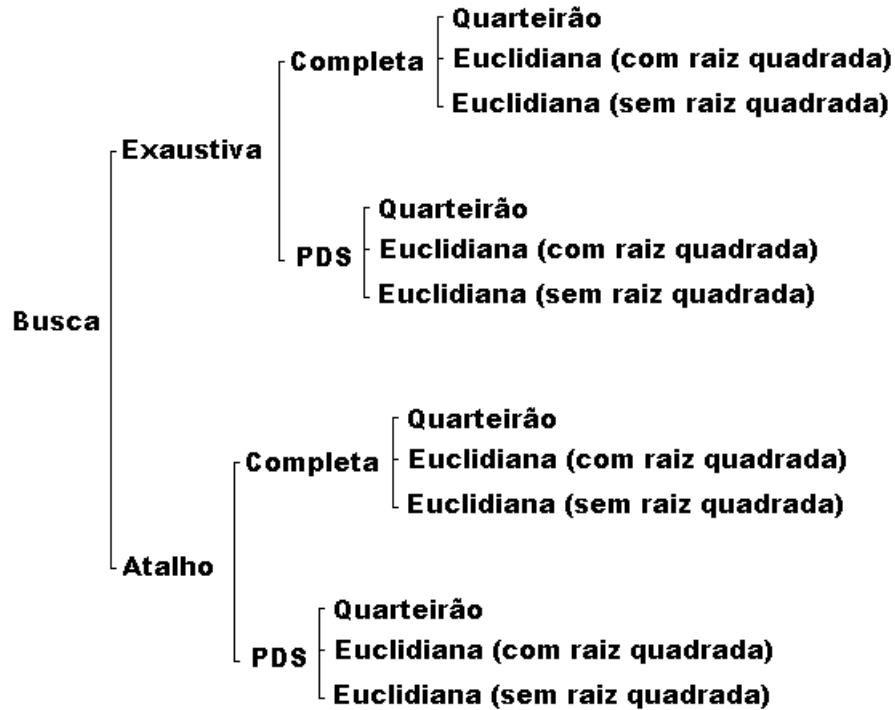 Quarteirão
Completa
Euclidiana (com raiz quadrada)
Euclidiana (sem raiz quadrada)
Exaustiva
Quarteirão
PDS
Euclidiana (com raiz quadrada)
Euclidiana (sem raiz quadrada)
Busca
Quarteirão
Completa
Euclidiana (com raiz quadrada)
Euclidiana (sem raiz quadrada)
Atalho
Quarteirão
PDS
Euclidiana (com raiz quadrada)
Euclidiana (sem raiz quadrada)